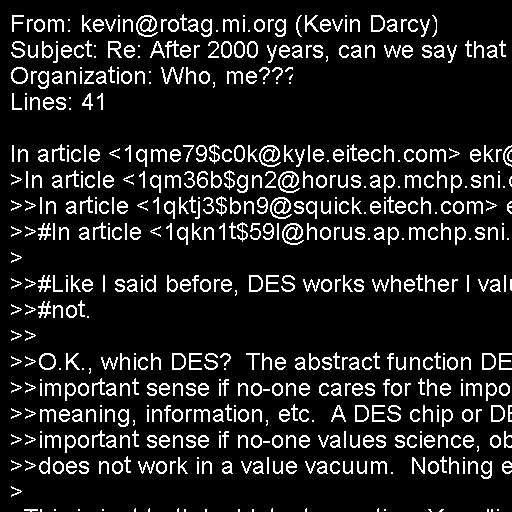 From: kevin@rotag.mi.org (Kevin Darcy)
Subject: Re: After 2000 years, can we say that
Organization: Who, me???
Lines: 41

In article <1qme79$c0k@kyle.eitech.com> ekr@
>In article <1qm36b$gn2@horus.ap.mchp.sni.
>>In article <1qktj3$bn9@squick.eitech.com> e
>>#In article <1qkn1t$59l@horus.ap.mchp.sni.
>
>>#Like I said before, DES works whether I valu
>>#not.
>>
>>O.K., which DES?  The abstract function DE
>>important sense if no-one cares for the impo
>>meaning, information, etc.  A DES chip or DE
>>important sense if no-one values science, ob
>>does not work in a value vacuum.  Nothing e
>